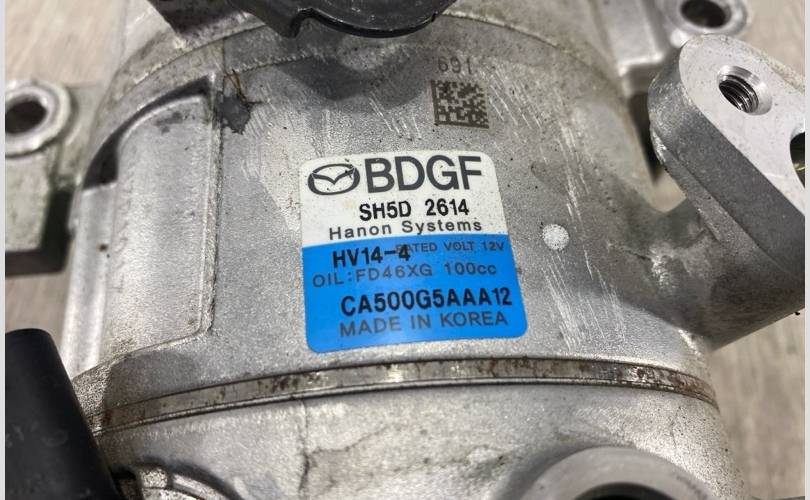 691
BDGF
SH5D 2614
Hanon Systems
HV14-4 RATED VOLT 12V
OIL:FD46XG 100cc
CA500G5AAA12
MADE IN KOREA